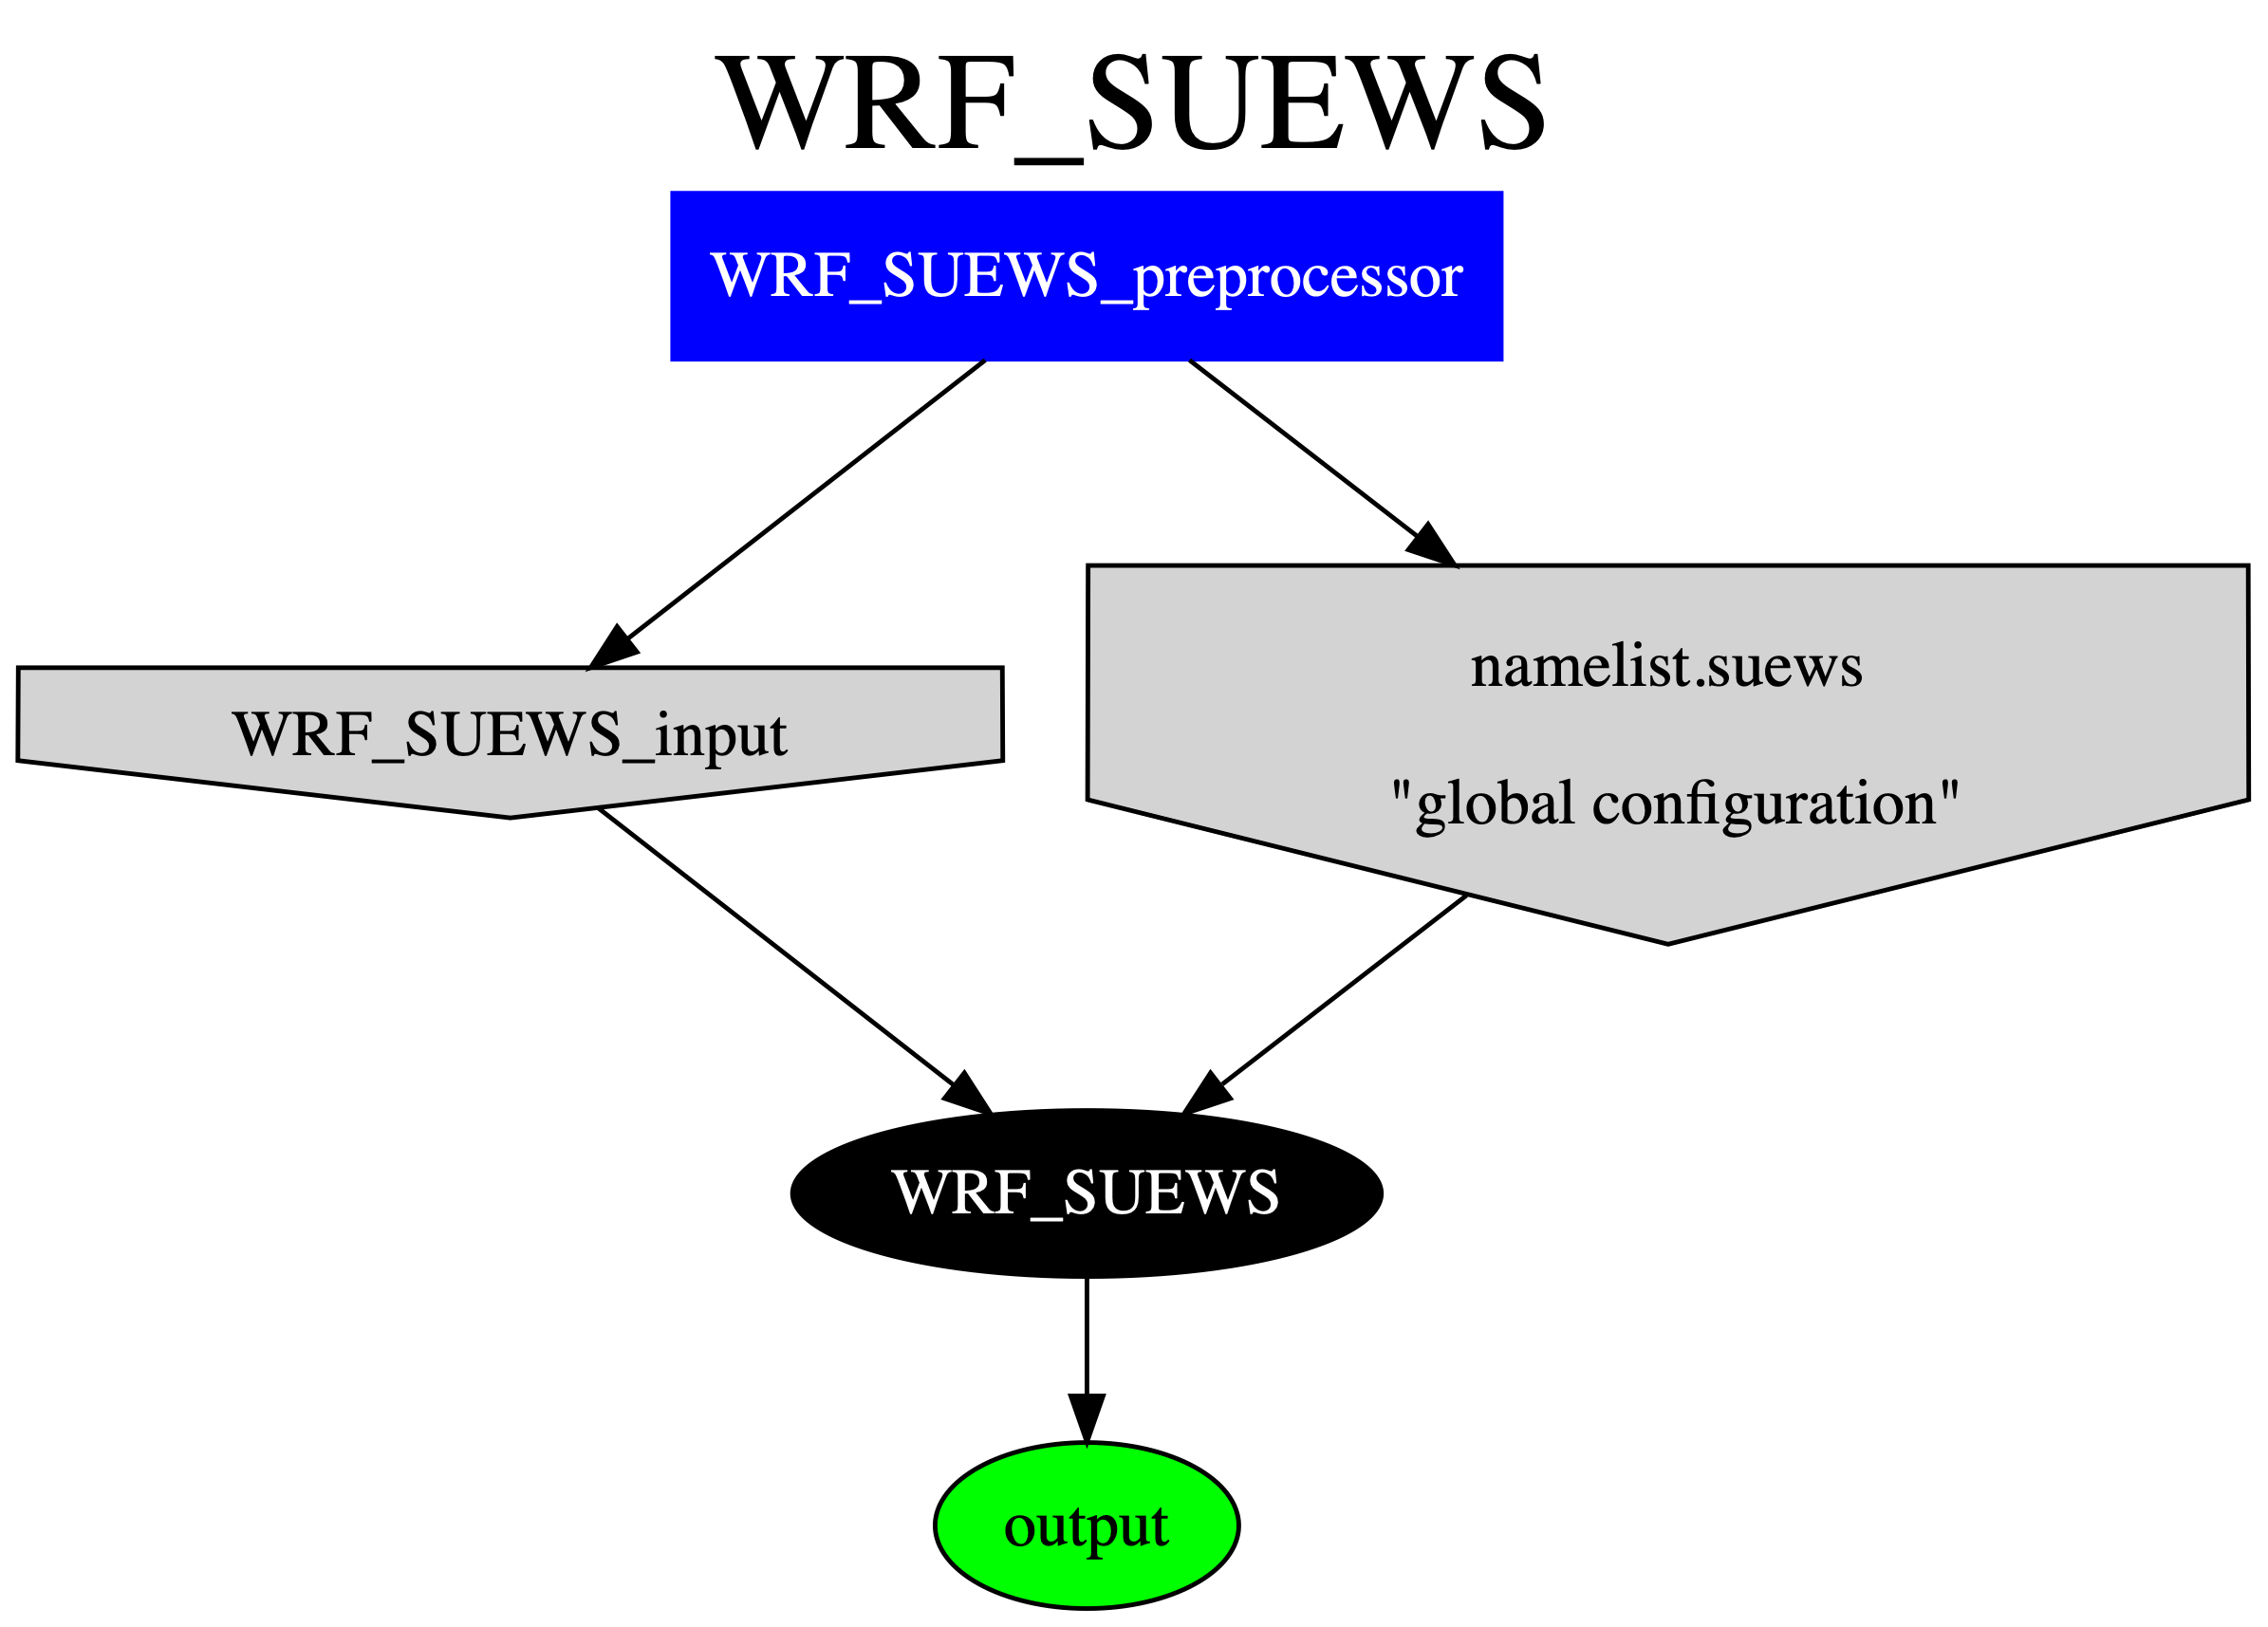 WRF_SUEWS
WRF_SUEWS_preprocessor
namelist.suews
WRF_SUEWS_input
"global configuration"
WRF_SUEWS
output